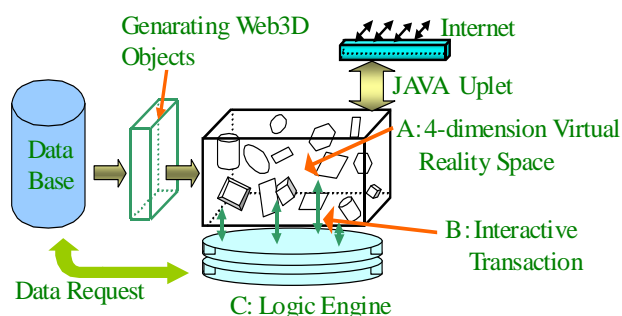 Genarating Web3D
Objects
Internet
JAVA Uplet
Data
Base
A: 4-dimension Virtual
Reality Space
B: Interactive
Transaction
Data Request
C: Logic Engine